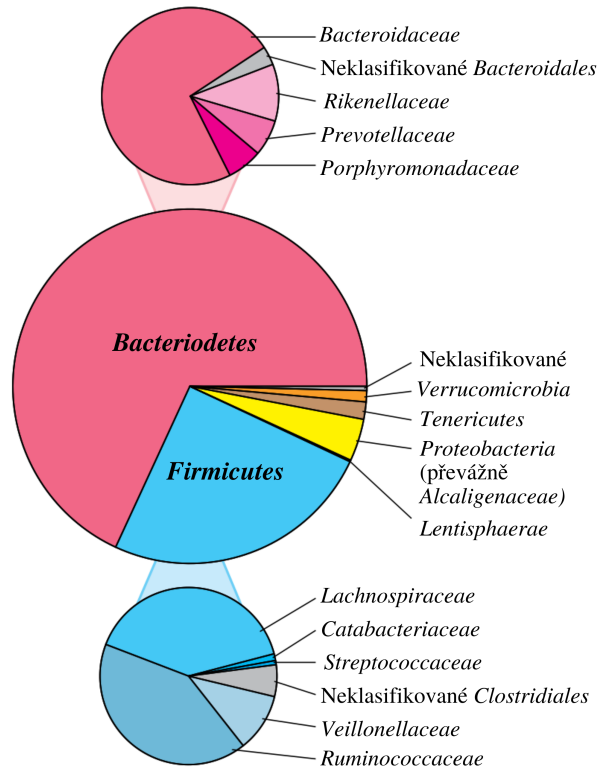 Bacteroidaceae
Neklasifikované Bacteroidales
Rikenellaceae
Prevotellaceae
Porphyromonadaceae
Bacteriodetes
Neklasifikované
Verrucomicrobia
Tenericutes
Proteobacteria
(převážně
Alcaligenaceae)
Lentisphaerae
Firmicutes
Lachnospiraceae
Catabacteriaceae
Streptococcaceae
Neklasifikované Clostridiales
Veillonellaceae
Ruminococcaceae